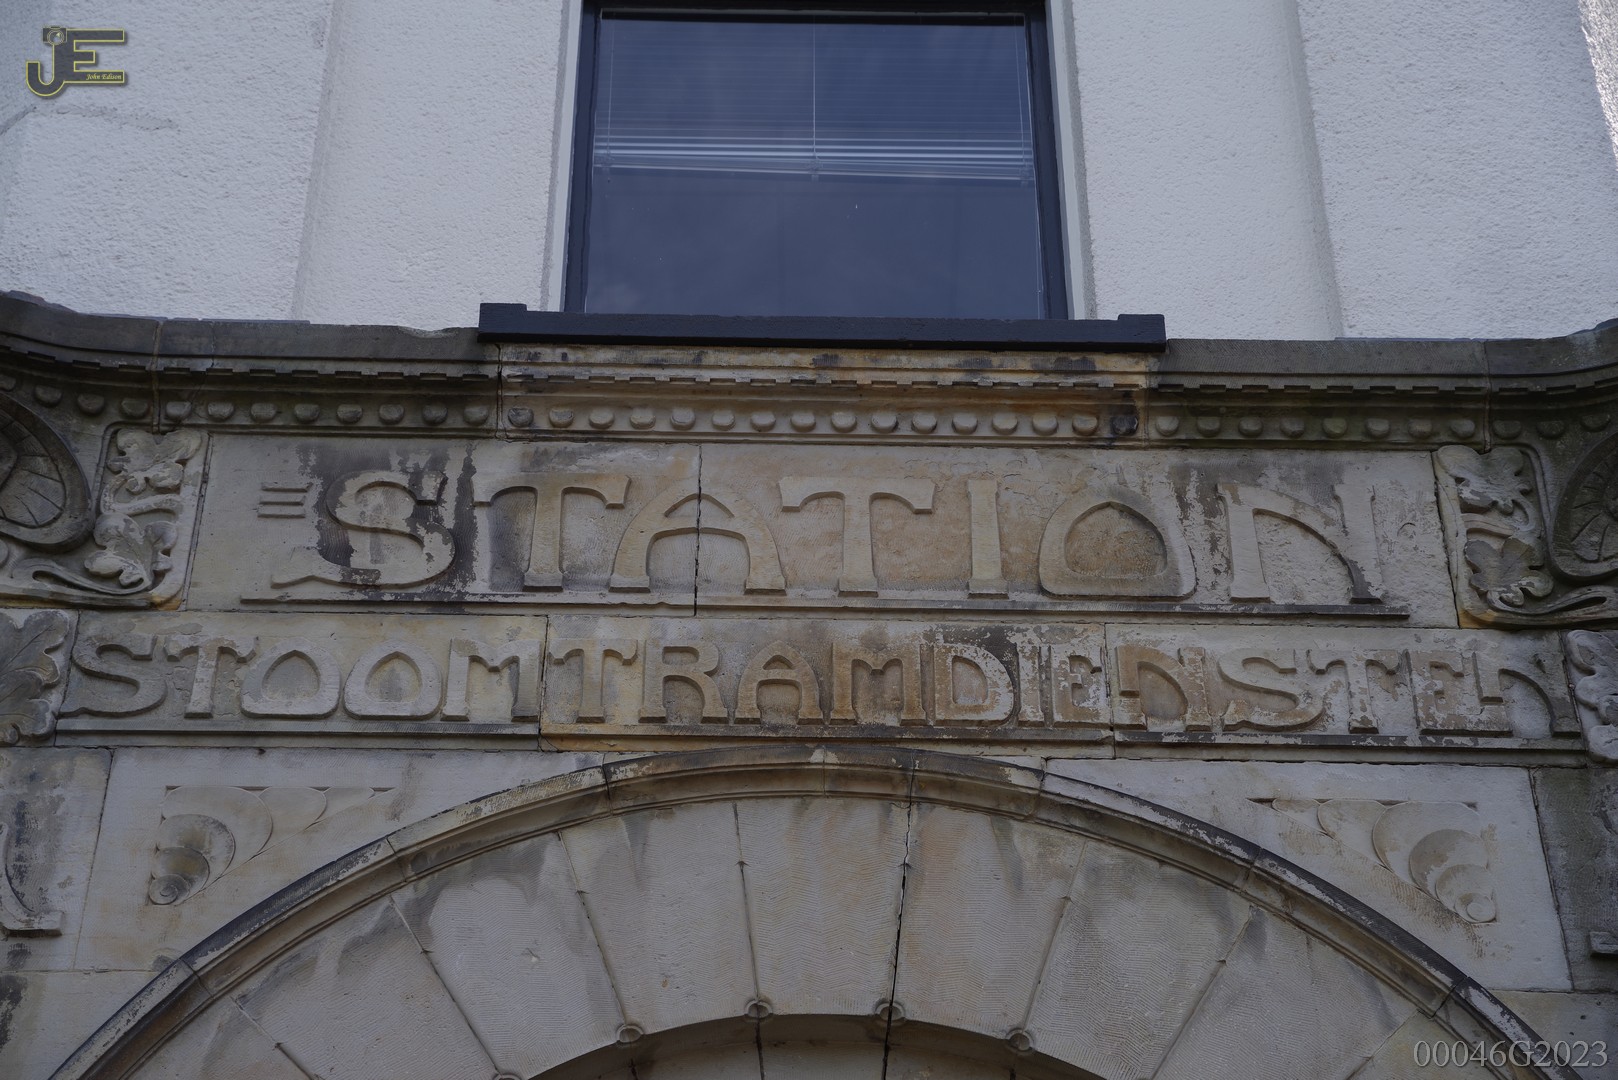 JE
John Edison
STATION
STOOMTRAMDIENSTEN
00046G2023